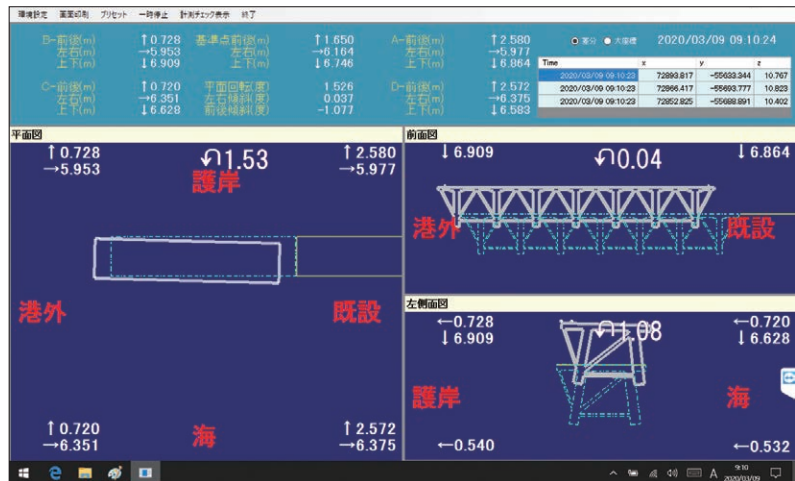 環境設定 画面印刷 プリセット 一時停止 計測チェック表示 終了
B-前後(m) ↑0.728 基準点前後(m) ↑1.650 A-前後(m) ↑2.580 差分 大座標 2020/03/09 09:10:24
左右(m) →5.953 左右(m) →6.164 左右(m) →5.977
上下(m) ↓6.909 上下(m) ↓6.746 上下(m) ↓6.864
Time x y z
2020/03/09 09:10:23 72893.817 -55633.344 10.767
C-前後(m) ↑0.720 平面回転(度) 1.526 D-前後(m) ↑2.572 2020/03/09 09:10:23 72866.417 -55693.777 10.823
左右(m) →6.351 左右傾斜(度) 0.037 左右(m) →6.375 2020/03/09 09:10:23 72852.825 -55688.891 10.402
上下(m) ↓6.628 前後傾斜(度) -1.077 上下(m) ↓6.583
平面図
↑0.728 1.53 ↑2.580
→5.953 護岸 →5.977
港外 既設
↑0.720 海 ↑2.572
→6.351 →6.375
前面図
↓6.909 0.04 ↓6.864
港外 既設
左側面図
←0.728 1.08 ←0.720
↓6.909 ↓6.628
護岸 海
←0.540 ←0.532
A 9:10
2020/03/09